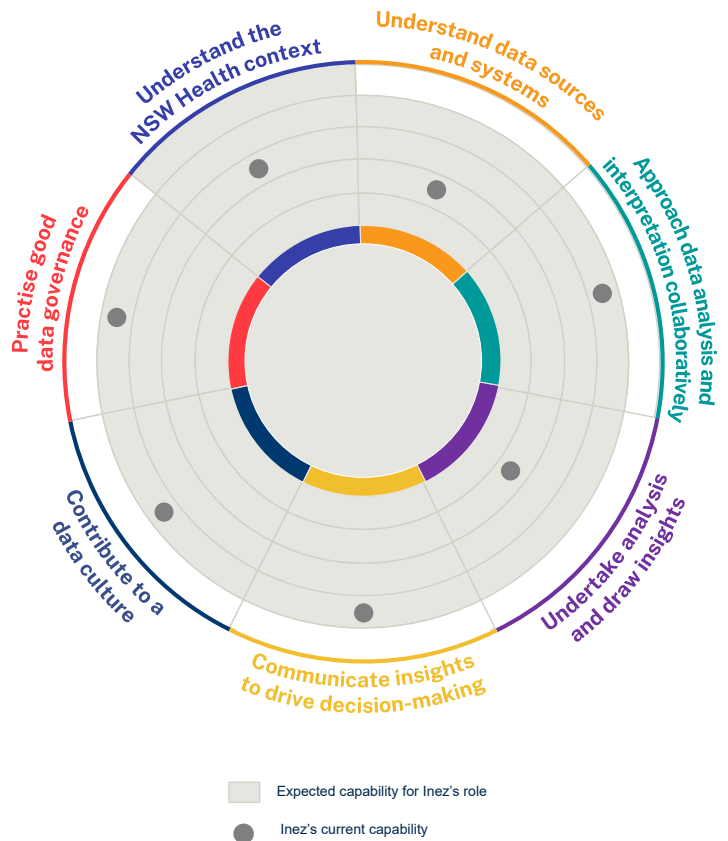 Understand the
NSW Health context
Understand data sources
and systems
Approach data analysis and
interpretation collaboratively
Undertake analysis
and draw insights
Communicate insights
to drive decision-making
Contribute to a
data culture
Practise good
data governance
Expected capability for Inez’s role
Inez’s current capability